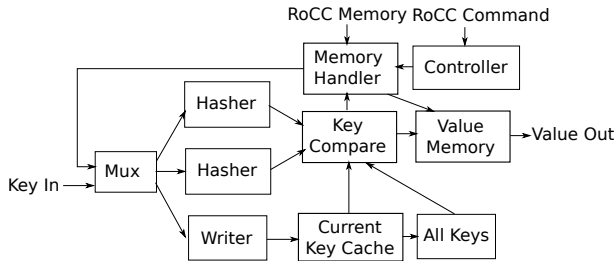 RoCC Memory RoCC Command
Memory
Handler
Controller
Hasher
Key
Compare
Value
Memory
Value Out
Hasher
Mux
Key In
Writer
Current
Key Cache
All Keys